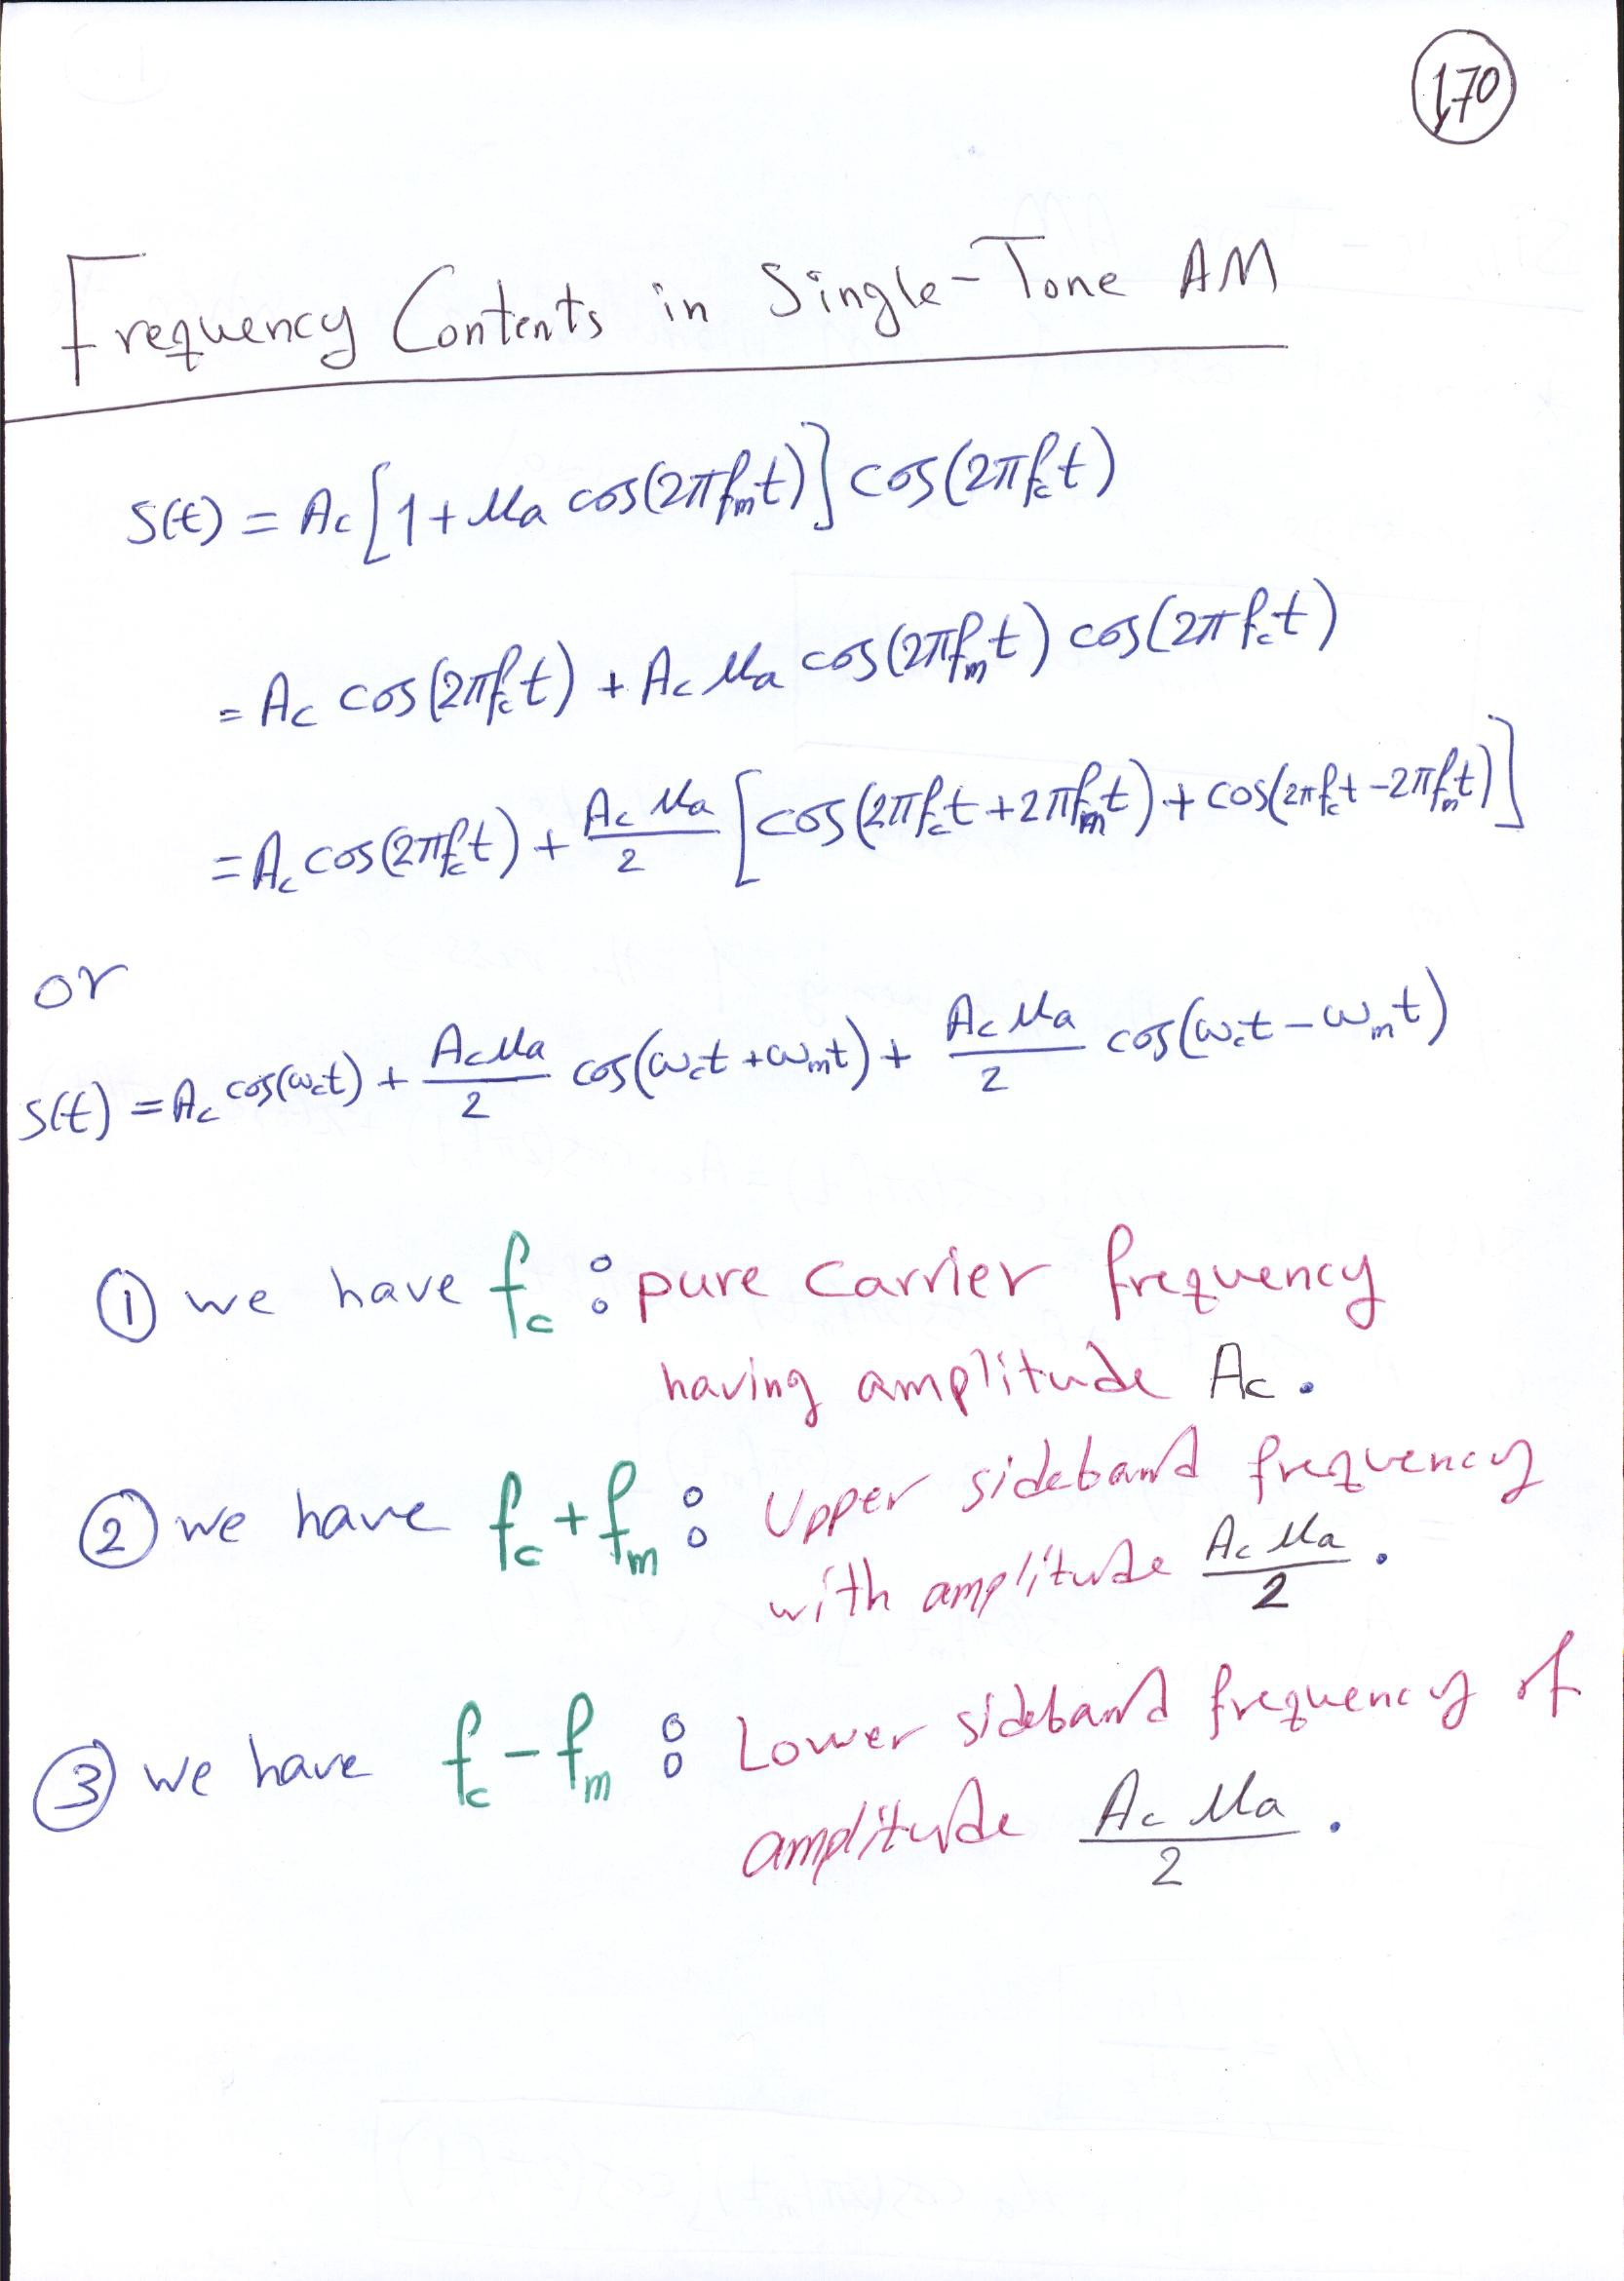 170
Frequency Contents in Single-Tone AM
S(t) = Ac [1 + μa cos(2πfmt)] cos(2πfct)
= Ac cos(2πfct) + Ac μa cos(2πfmt) cos(2πfct)
= Ac cos(2πfct) + Ac μa / 2 [cos(2πfct + 2πfmt) + cos(2πfct - 2πfmt)]
or
S(t) = Ac cos(ωct) + Ac μa / 2 cos(ωct + ωmt) + Ac μa / 2 cos(ωct - ωmt)
① we have fc : pure carrier frequency
having amplitude Ac.
② we have fc + fm : Upper sideband frequency
with amplitude Ac μa / 2 .
③ we have fc - fm : Lower sideband frequency of
amplitude Ac μa / 2 .